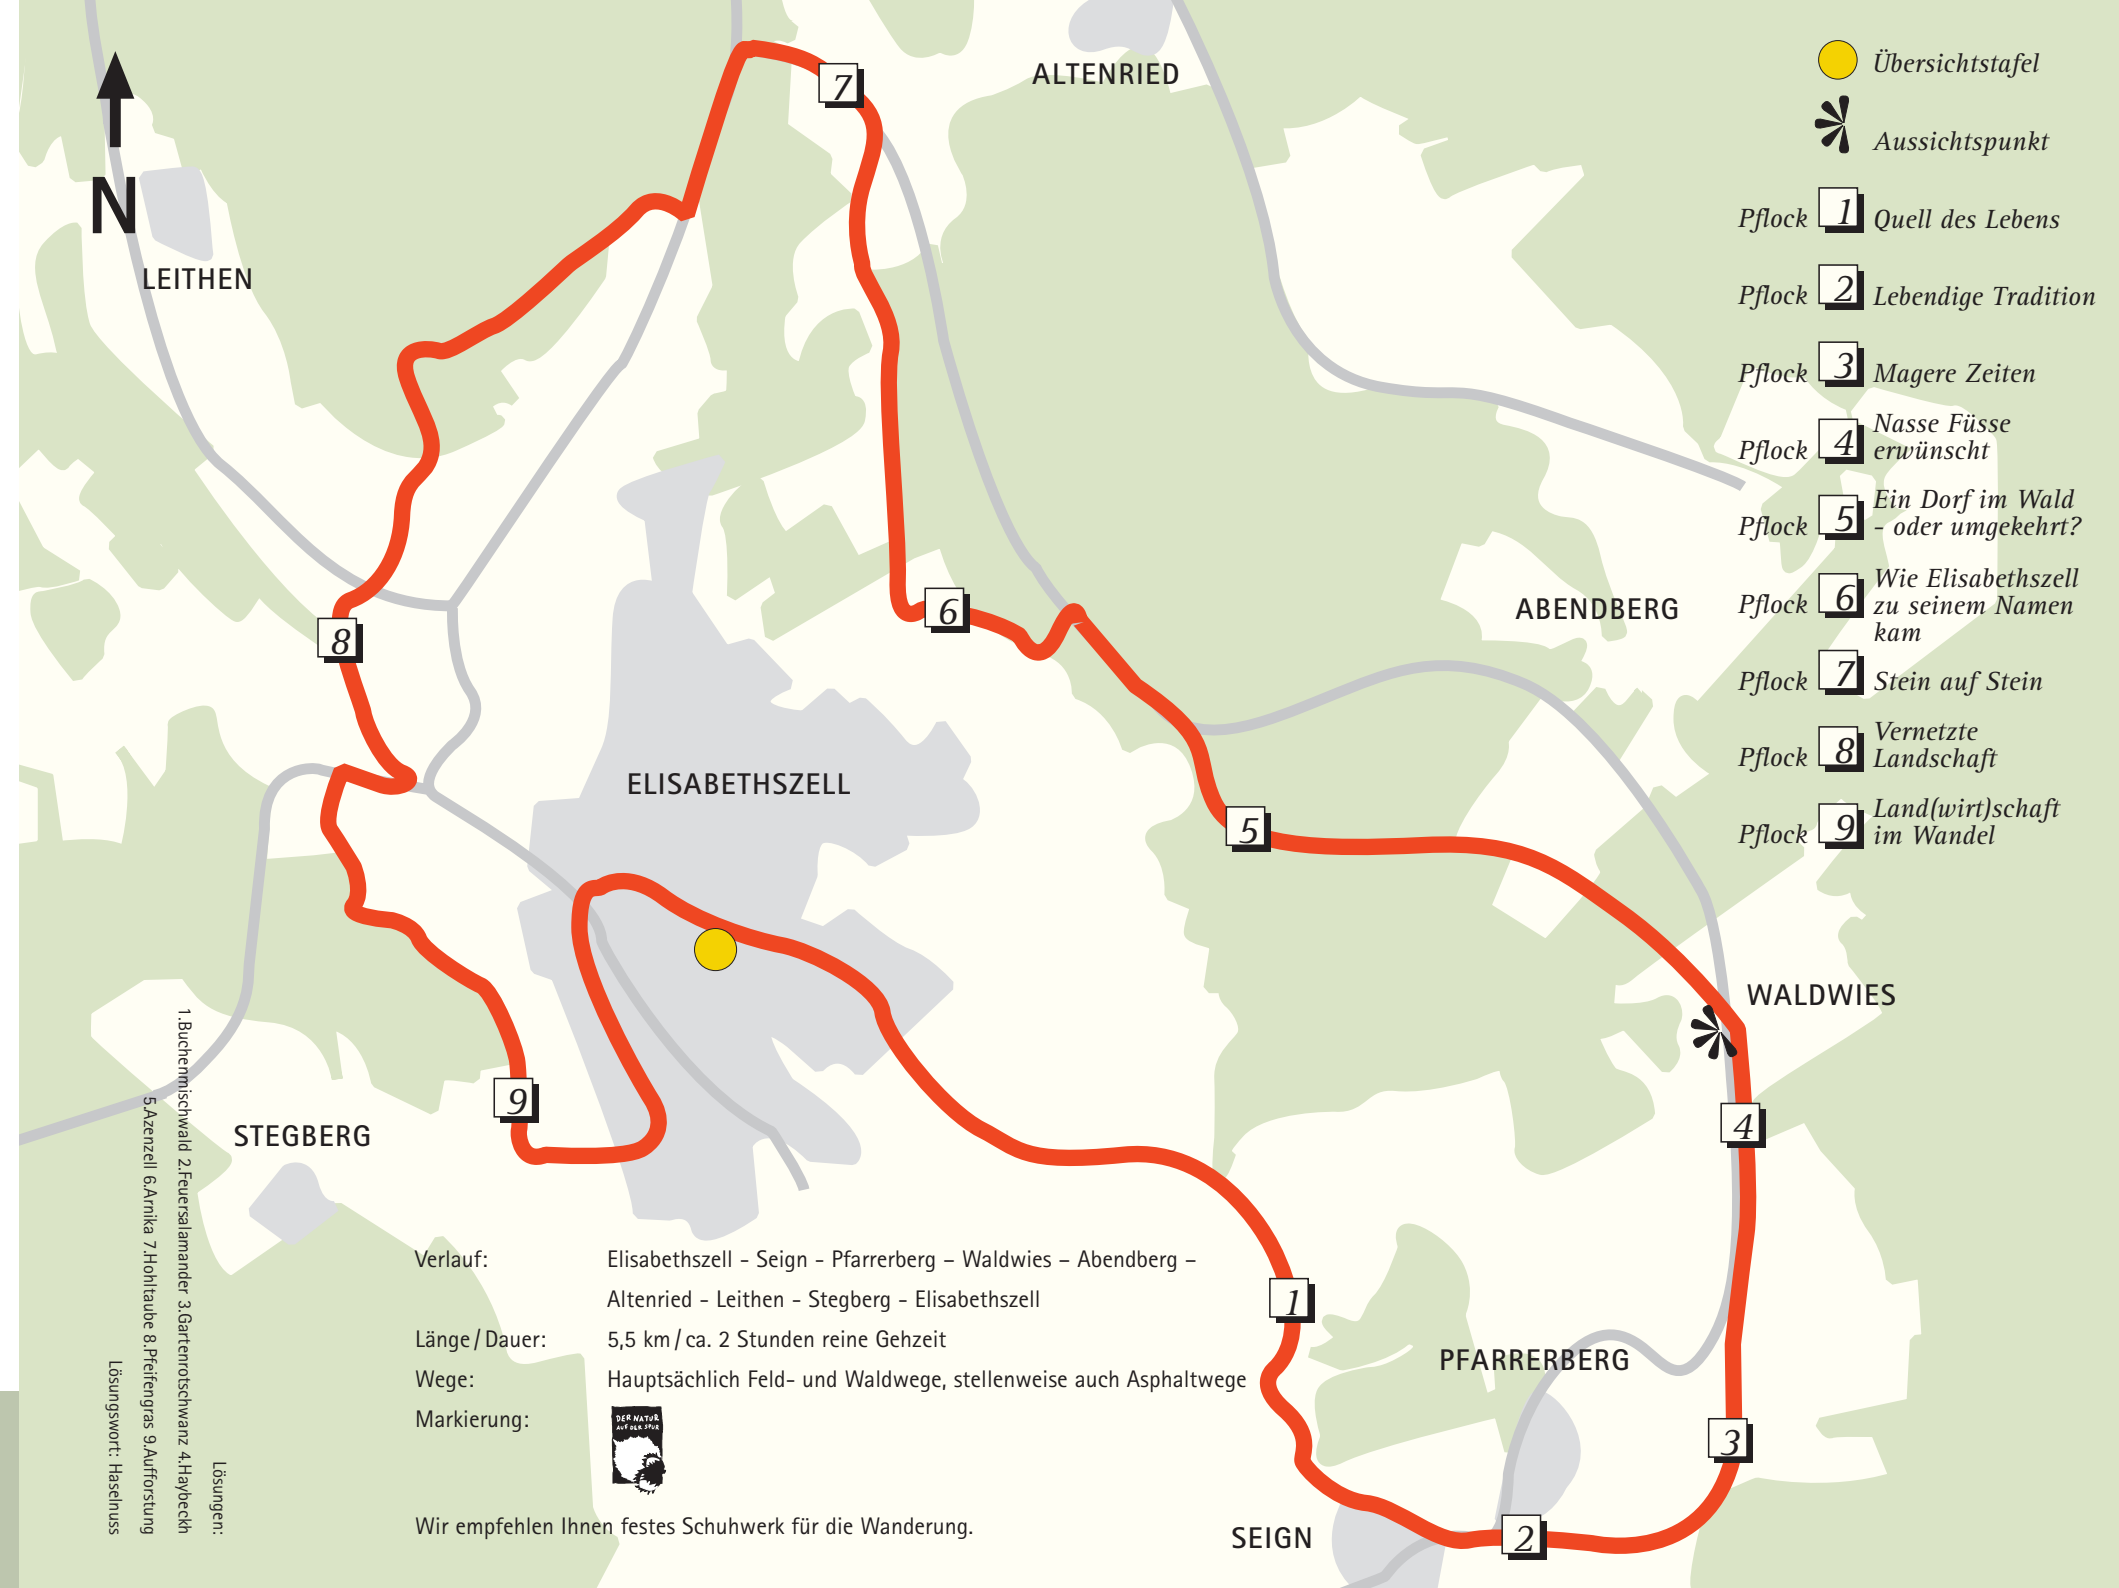 N
ALTENRIED
LEITHEN
ELISABETHSZELL
ABENDBERG
WALDWIES
STEGBERG
PFARRERBERG
SEIGN
7
6
8
5
9
4
1
3
2
Übersichtstafel
Aussichtspunkt
Pflock 1 Quell des Lebens
Pflock 2 Lebendige Tradition
Pflock 3 Magere Zeiten
Nasse Füsse
Pflock 4 erwünscht
Ein Dorf im Wald
Pflock 5 - oder umgekehrt?
Wie Elisabethszell
Pflock 6 zu seinem Namen
kam
Pflock 7 Stein auf Stein
Vernetzte
Pflock 8 Landschaft
Land(wirt)schaft
Pflock 9 im Wandel
Verlauf: Elisabethszell - Seign - Pfarrerberg – Waldwies – Abendberg –
Altenried - Leithen - Stegberg - Elisabethszell
Länge / Dauer: 5,5 km / ca. 2 Stunden reine Gehzeit
Wege: Hauptsächlich Feld- und Waldwege, stellenweise auch Asphaltwege
Markierung:
DER NATUR
AUF DER SPUR
Wir empfehlen Ihnen festes Schuhwerk für die Wanderung.
Lösungen:
1.Buchenmischwald 2.Feuersalamander 3.Gartenrotschwanz 4.Haybeckh
5.Azenzell 6.Arnika 7.Hohltaube 8.Pfeifengras 9.Aufforstung
Lösungswort: Haselnuss